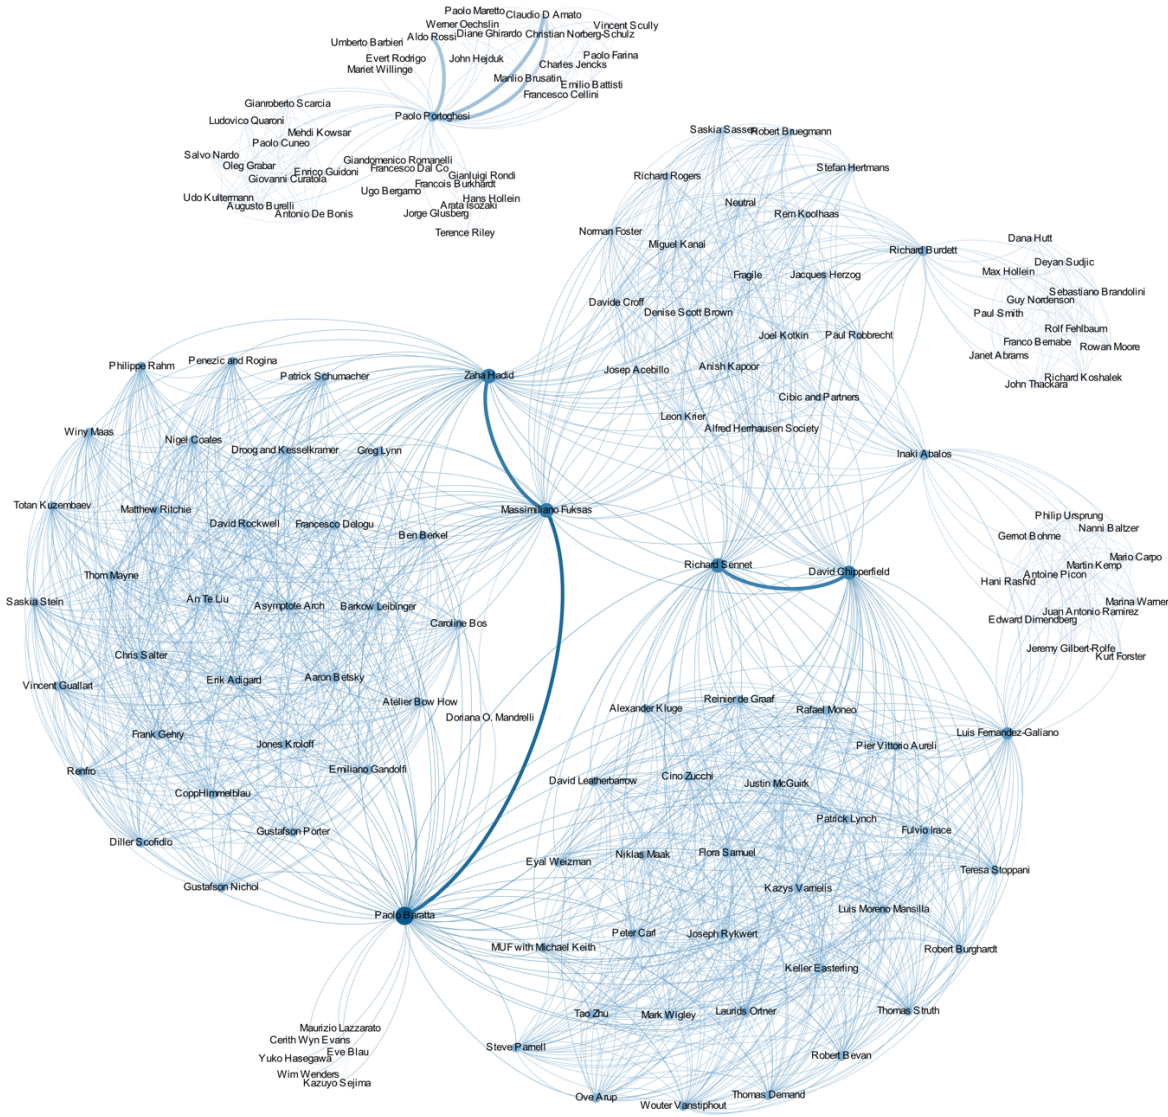 Paolo Maretto
Claudio D Amato
Werner Oechslin
Vincent Scully
Aldo Rossi
Diane Ghirardo
Christian Norberg-Schulz
Umberto Barbieri
Evert Rodrigo
John Hejduk
Paolo Farina
Charles Jencks
Mariet Willinge
Manlio Brusatin
Emilio Battisti
Francesco Cellini
Gianroberto Scarcia
Paolo Portoghesi
Ludovico Quaroni
Mehdi Kowsar
Saskia Sassen
Robert Bruegmann
Paolo Cuneo
Salvo Nardo
Giandomenico Romanelli
Oleg Grabar
Francesco Dal Co
Stefan Hertmans
Enrico Guidoni
Gianluigi Rondi
Richard Rogers
Giovanni Curatola
Francois Burkhardt
Ugo Bergamo
Udo Kultermann
Hans Hollein
Augusto Burelli
Arata Isozaki
Neutral
Antonio De Bonis
Jorge Glusberg
Rem Koolhaas
Terence Riley
Norman Foster
Dana Hutt
Miguel Kanai
Richard Burdett
Deyan Sudjic
Max Hollein
Fragile
Jacques Herzog
Sebastiano Brandolini
Davide Croff
Guy Nordenson
Denise Scott Brown
Paul Smith
Rolf Fehlbaum
Joel Kotkin
Paul Robbrecht
Franco Bernabe
Rowan Moore
Janet Abrams
Penezic and Rogina
Philippe Rahm
Anish Kapoor
Josep Acebillo
Patrick Schumacher
Zaha Hadid
Richard Koshalek
John Thackara
Cibic and Partners
Leon Krier
Alfred Herrhausen Society
Winy Maas
Nigel Coates
Droog and Kesselkramer
Greg Lynn
Inaki Abalos
Totan Kuzembaev
Matthew Ritchie
Massimiliano Fuksas
Philip Ursprung
David Rockwell
Francesco Delogu
Nanni Baltzer
Ben Berkel
Gernot Bohme
Mario Carpo
Richard Sennet
Martin Kemp
David Chipperfield
Thom Mayne
Antoine Picon
Hani Rashid
Saskia Stein
An Te Liu
Asymptote Arch
Barkow Leibinger
Marina Warner
Juan Antonio Ramirez
Caroline Bos
Edward Dimendberg
Jeremy Gilbert-Rolfe
Chris Salter
Kurt Forster
Vincent Guallart
Erik Adigard
Aaron Betsky
Atelier Bow How
Reinier de Graaf
Alexander Kluge
Rafael Moneo
Doriana O. Mandrelli
Frank Gehry
Luis Fernandez-Galiano
Jones Kroloff
Pier Vittorio Aureli
Renfro
Emiliano Gandolfi
David Leatherbarrow
Cino Zucchi
Justin McGuirk
CoppHimmelblau
Patrick Lynch
Gustafson Porter
Fulvio Irace
Diller Scofidio
Niklas Maak
Flora Samuel
Eyal Weizman
Teresa Stoppani
Gustafson Nichol
Kazys Varnelis
Luis Moreno Mansilla
Paolo Baratta
Peter Carl
Joseph Rykwert
MUF with Michael Keith
Robert Burghardt
Keller Easterling
Tao Zhu
Mark Wigley
Laurids Ortner
Thomas Struth
Maurizio Lazzarato
Cerith Wyn Evans
Steve Parnell
Eve Blau
Yuko Hasegawa
Robert Bevan
Wim Wenders
Kazuyo Sejima
Ove Arup
Thomas Demand
Wouter Vanstiphout